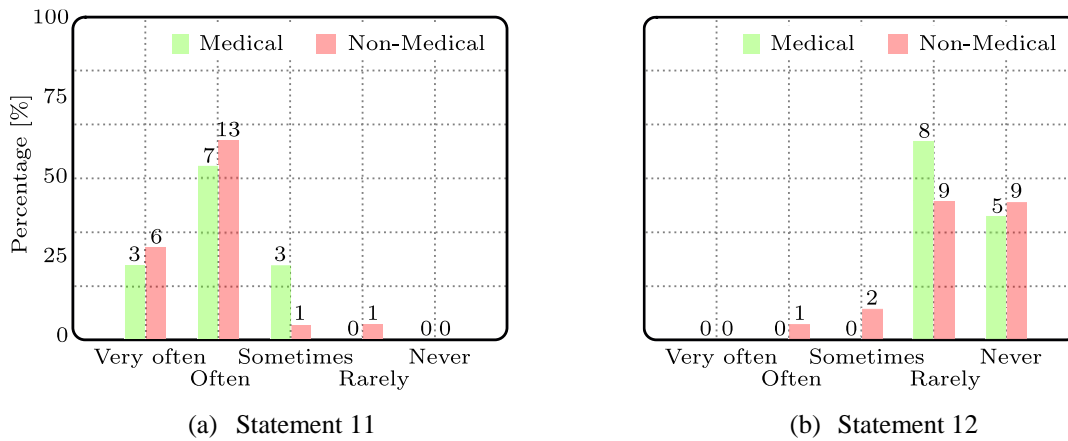 100
75
50
25
0
Percentage [%]
Medical Non-Medical
3 6 7 13 3 1 0 1 0 0
Very often Sometimes Never
Often Rarely
(a) Statement 11
Medical Non-Medical
0 0 0 1 0 2 8 9 5 9
Very often Sometimes Never
Often Rarely
(b) Statement 12